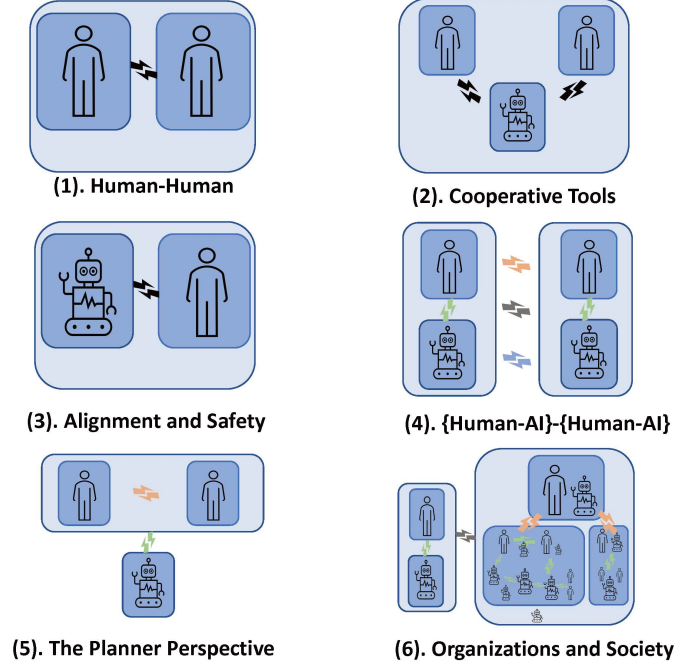 (1). Human-Human
(2). Cooperative Tools
(3). Alignment and Safety
(4). {Human-AI}-{Human-AI}
(5). The Planner Perspective
(6). Organizations and Society